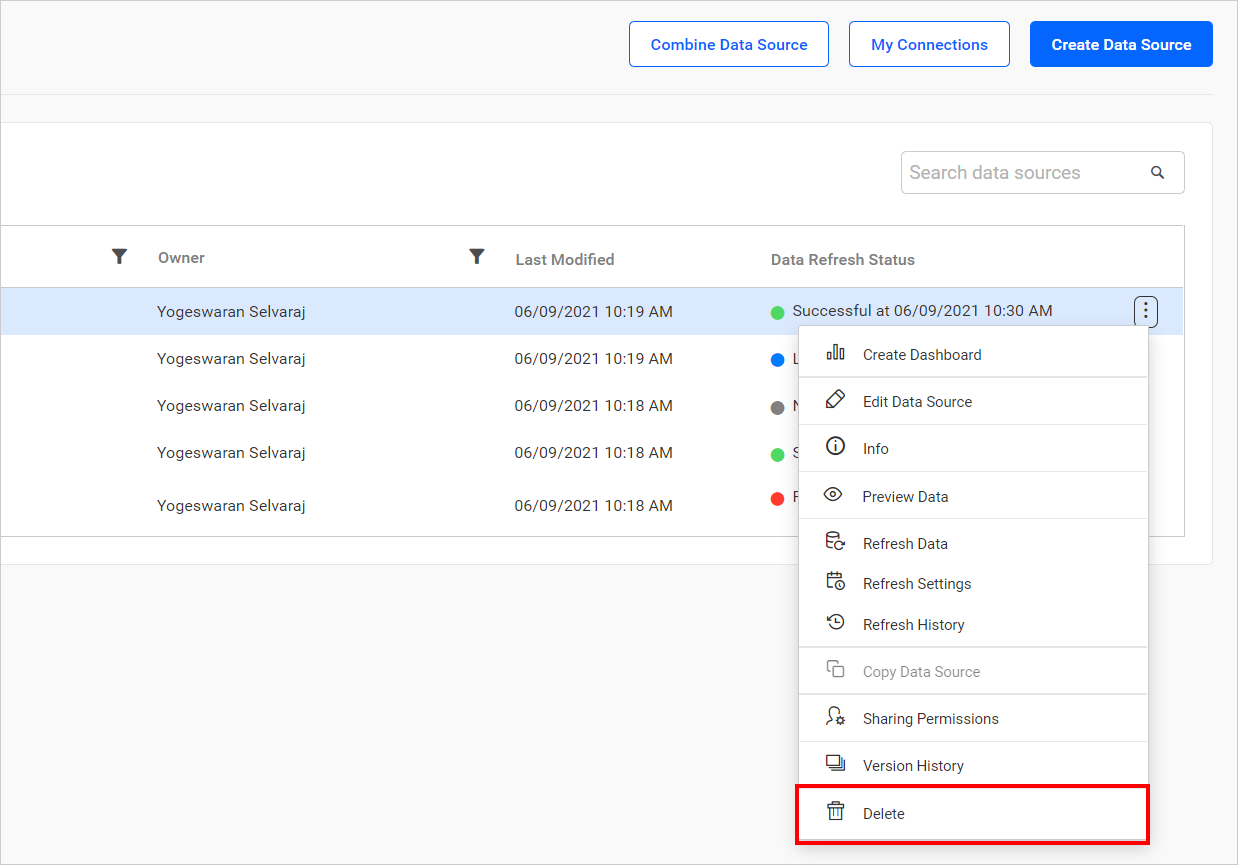 Combine Data Source My Connections Create Data Source
Search data sources
Owner Last Modified Data Refresh Status
Yogeswaran Selvaraj 06/09/2021 10:19 AM Successful at 06/09/2021 10:30 AM
Yogeswaran Selvaraj 06/09/2021 10:19 AM
Yogeswaran Selvaraj 06/09/2021 10:18 AM
Yogeswaran Selvaraj 06/09/2021 10:18 AM
Yogeswaran Selvaraj 06/09/2021 10:18 AM
Create Dashboard
Edit Data Source
Info
Preview Data
Refresh Data
Refresh Settings
Refresh History
Copy Data Source
Sharing Permissions
Version History
Delete